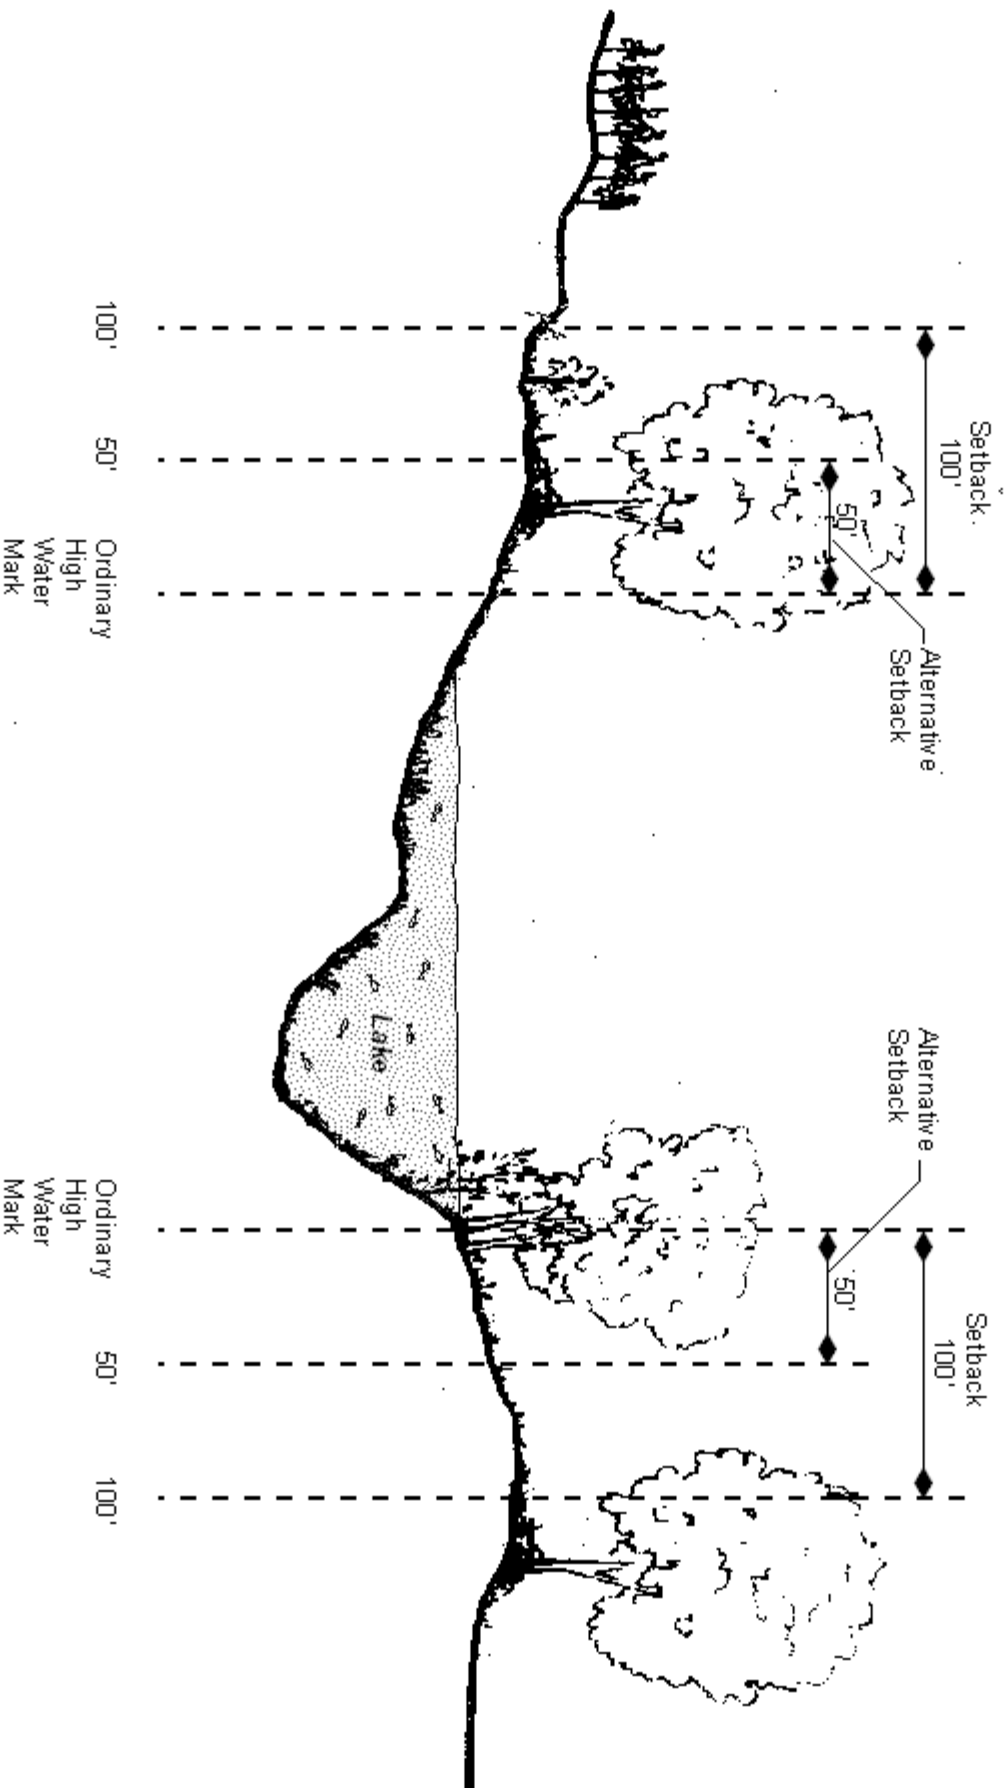 Setback
100'
Alternative
Setback
50'
Alternative
Setback
50'
Setback
100'
Lake
100'
50'
Ordinary
High
Water
Mark
Ordinary
High
Water
Mark
50'
100'